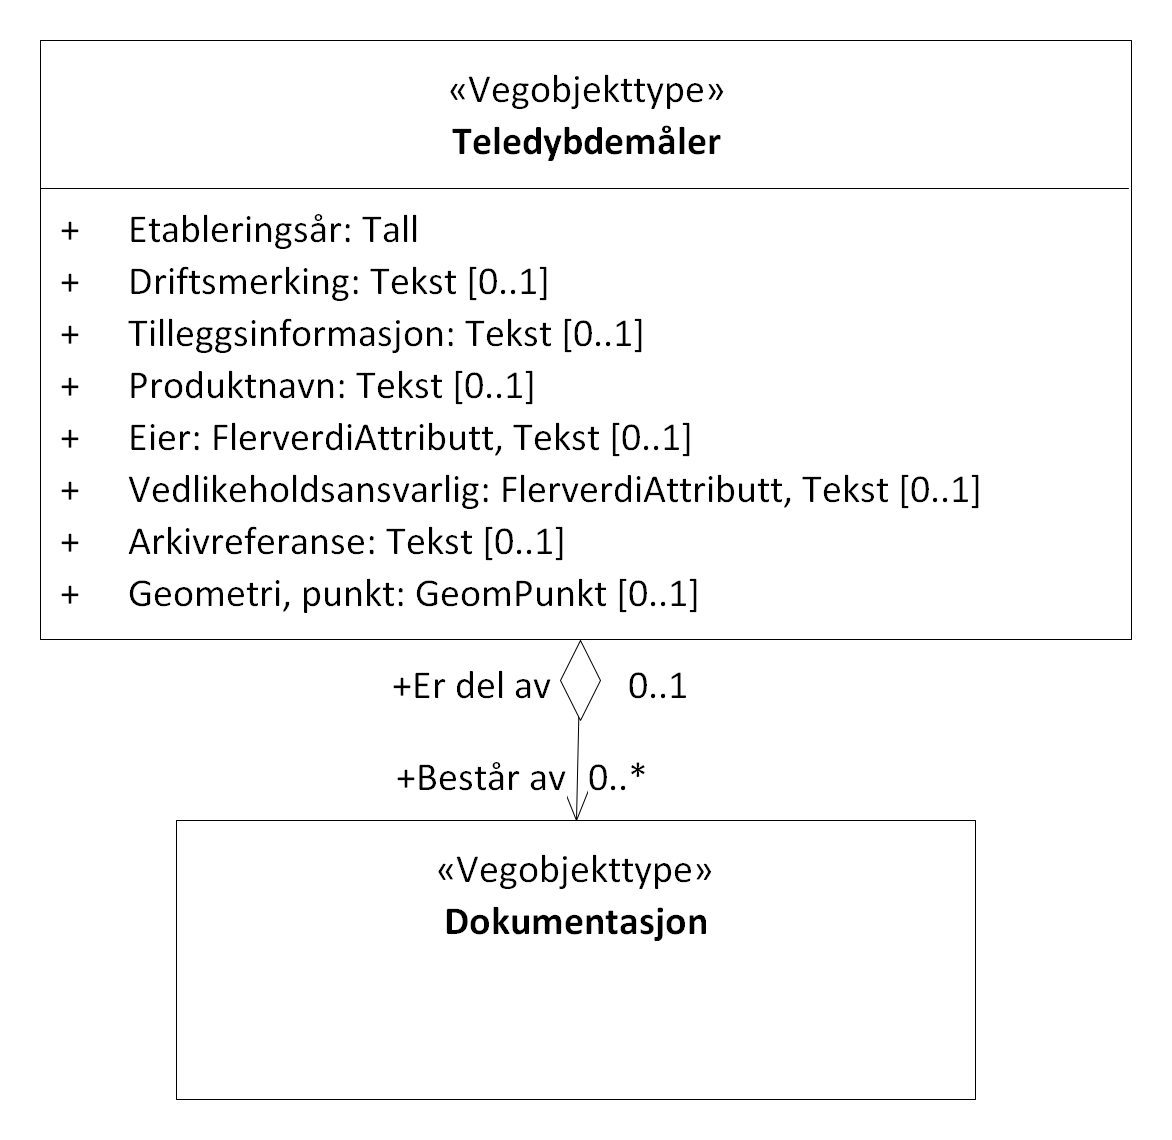 «Vegobjekttype»
Teledybdemåler
+ Etableringsår: Tall
+ Driftsmerking: Tekst [0..1]
+ Tilleggsinformasjon: Tekst [0..1]
+ Produktnavn: Tekst [0..1]
+ Eier: FlerverdiAttributt, Tekst [0..1]
+ Vedlikeholdsansvarlig: FlerverdiAttributt, Tekst [0..1]
+ Arkivreferanse: Tekst [0..1]
+ Geometri, punkt: GeomPunkt [0..1]
+Er del av 0..1
+Består av 0..*
«Vegobjekttype»
Dokumentasjon